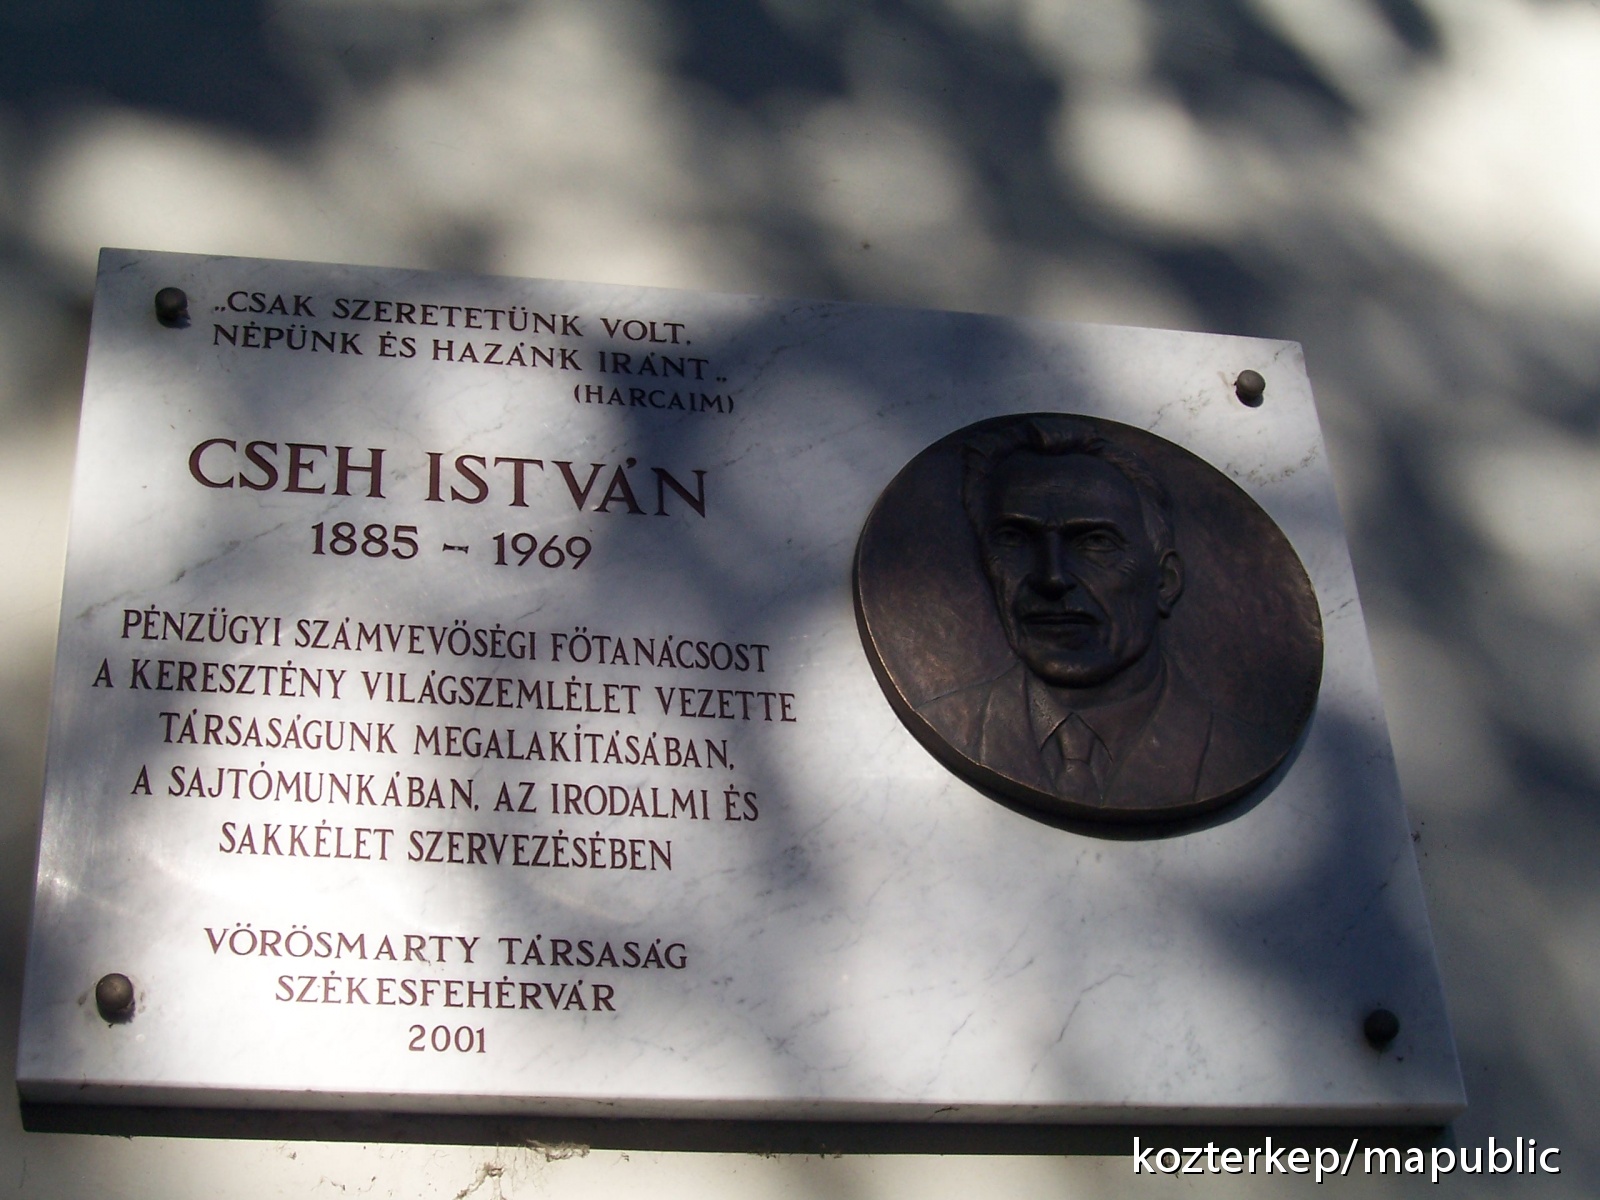 „CSAK SZERETETÜNK VOLT,
NÉPÜNK ÉS HAZÁNK IRÁNT„
(HARCAIM)
CSEH ISTVÁN
1885 - 1969
PÉNZÜGYI SZÁMVEVŐSÉGI FŐTANÁCSOST
A KERESZTÉNY VILÁGSZEMLÉLET VEZETTE
TÁRSASÁGUNK MEGALAKÍTÁSÁBAN,
A SAJTÓMUNKÁBAN, AZ IRODALMI ÉS
SAKKÉLET SZERVEZÉSÉBEN
VÖRÖSMARTY TÁRSASÁG
SZÉKESFEHÉRVÁR
2001
kozterkep/mapublic